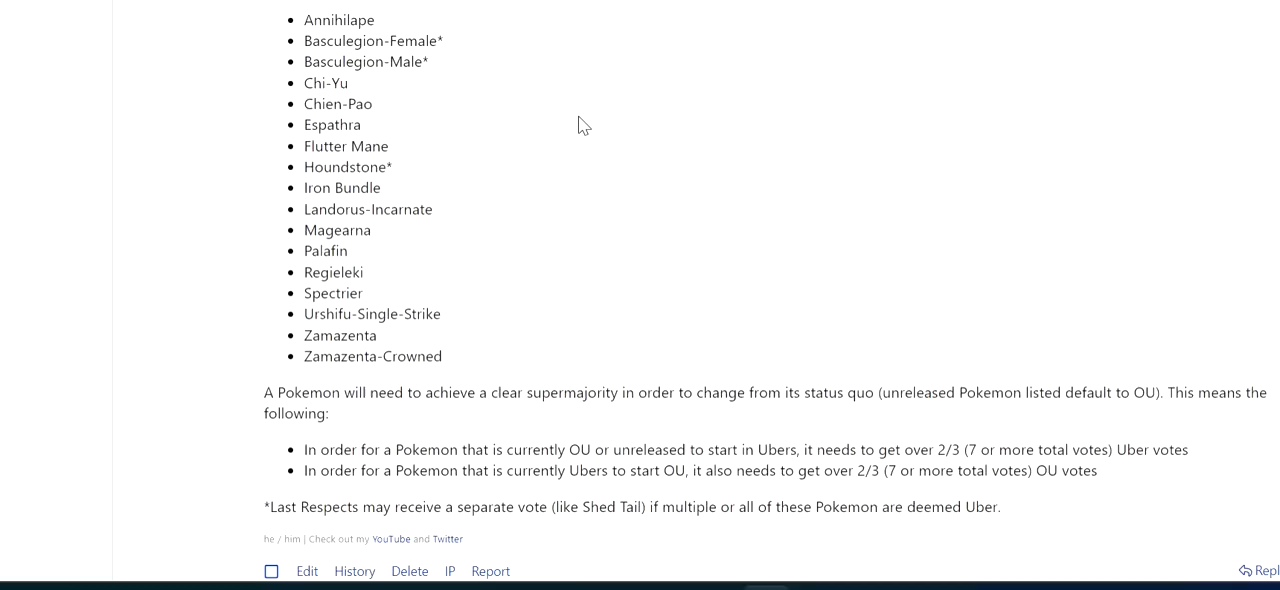 Annihilape
Basculegion-Female*
Basculegion-Male*
Chi-Yu
Chien-Pao
Espathra
Flutter Mane
Houndstone*
Iron Bundle
Landorus-Incarnate
Magearna
Palafin
Regieleki
Spectrier
Urshifu-Single-Strike
Zamazenta
Zamazenta-Crowned
A Pokemon will need to achieve a clear supermajority in order to change from its status quo (unreleased Pokemon listed default to OU). This means the
following:
In order for a Pokemon that is currently OU or unreleased to start in Ubers, it needs to get over 2/3 (7 or more total votes) Uber votes
In order for a Pokemon that is currently Ubers to start OU, it also needs to get over 2/3 (7 or more total votes) OU votes
*Last Respects may receive a separate vote (like Shed Tail) if multiple or all of these Pokemon are deemed Uber.
he / him | Check out my YouTube and Twitter
Edit History Delete IP Report Repl